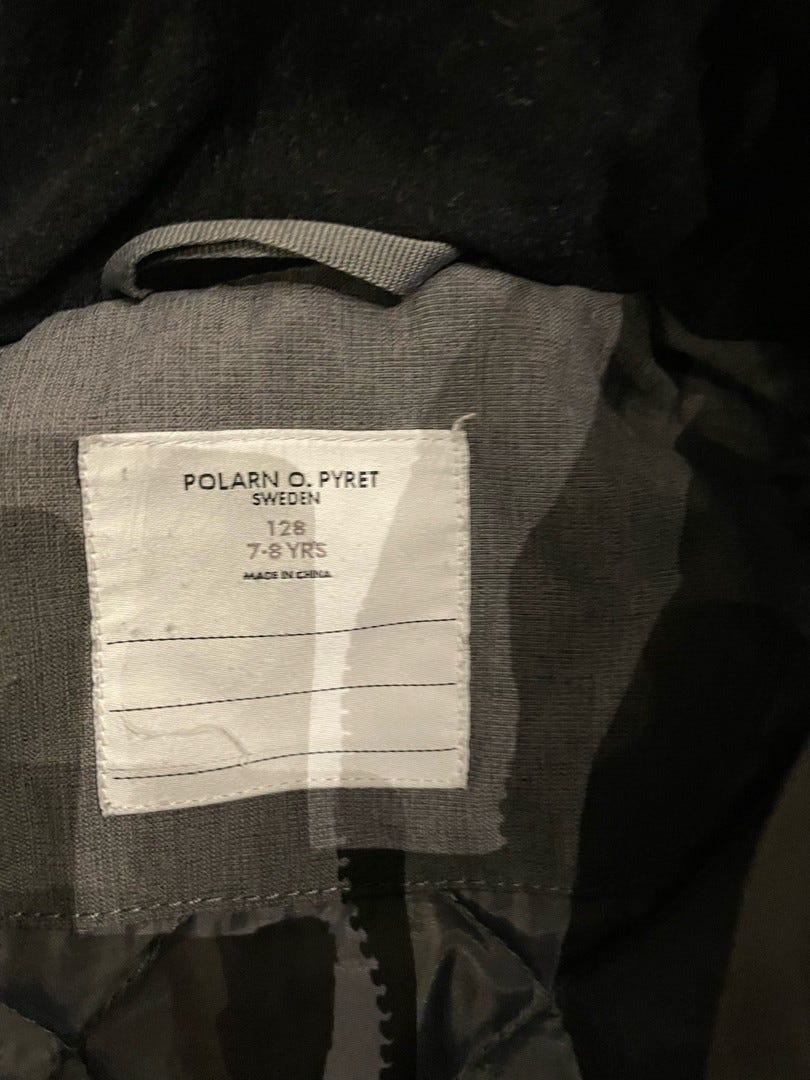 POLARN O. PYRET
SWEDEN
128
7-8 YRS
MADE IN CHINA